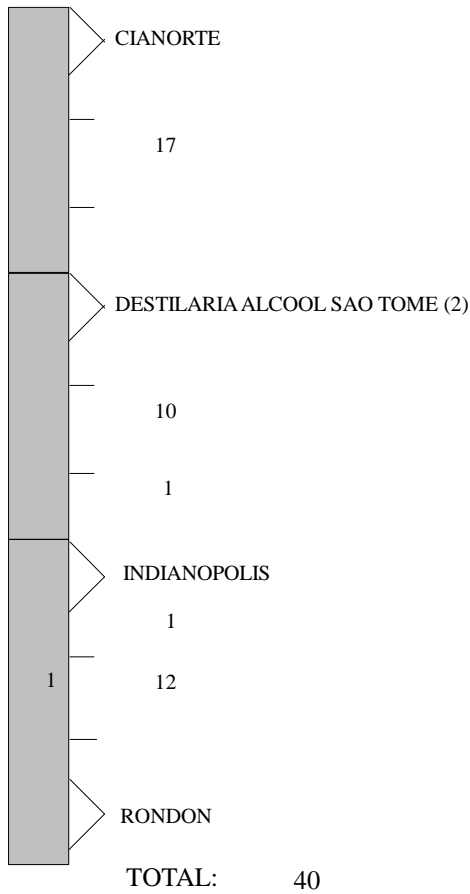 CIANORTE
17
DESTILARIA ALCOOL SAO TOME (2)
10
1
INDIANOPOLIS
1
1 12
RONDON
TOTAL: 40